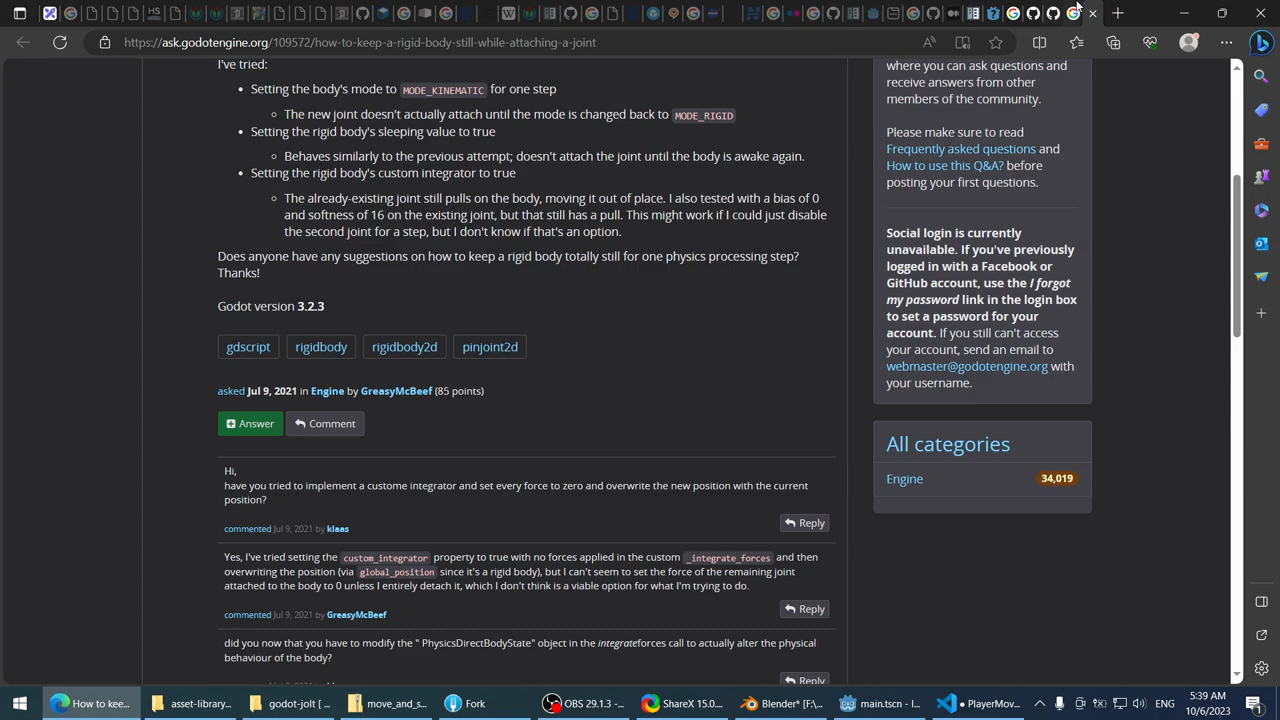 https://ask.godotengine.org/109572/how-to-keep-a-rigid-body-still-while-attaching-a-joint
I've tried:
Setting the body's mode to MODE_KINEMATIC for one step
The new joint doesn't actually attach until the mode is changed back to MODE_RIGID
Setting the rigid body's sleeping value to true
Behaves similarly to the previous attempt; doesn't attach the joint until the body is awake again.
Setting the rigid body's custom integrator to true
The already-existing joint still pulls on the body, moving it out of place. I also tested with a bias of 0
and softness of 16 on the existing joint, but that still has a pull. This might work if I could just disable
the second joint for a step, but I don't know if that's an option.
Does anyone have any suggestions on how to keep a rigid body totally still for one physics processing step?
Thanks!
Godot version 3.2.3
gdscript rigidbody rigidbody2d pinjoint2d
asked Jul 9, 2021 in Engine by GreasyMcBeef (85 points)
Answer Comment
Hi,
have you tried to implement a custome integrator and set every force to zero and overwrite the new position with the current
position?
commented Jul 9, 2021 by klaas
Reply
Yes, I've tried setting the custom_integrator property to true with no forces applied in the custom _integrate_forces and then
overwriting the position (via global_position since it's a rigid body), but I can't seem to set the force of the remaining joint
attached to the body to 0 unless I entirely detach it, which I don't think is a viable option for what I'm trying to do.
commented Jul 9, 2021 by GreasyMcBeef
Reply
did you now that you have to modify the " PhysicsDirectBodyState" object in the integrateforces call to actually alter the physical
behaviour of the body?
Reply
where you can ask questions and
receive answers from other
members of the community.
Please make sure to read
Frequently asked questions and
How to use this Q&A? before
posting your first questions.
Social login is currently
unavailable. If you've previously
logged in with a Facebook or
GitHub account, use the I forgot
my password link in the login box
to set a password for your
account. If you still can't access
your account, send an email to
webmaster@godotengine.org with
your username.
All categories
Engine 34,019
How to kee... asset-library... godot-jolt [ ... move_and_s... Fork OBS 29.1.3 -... ShareX 15.0.... Blender* [F:\... main.tscn - I... ● PlayerMov... ENG 5:39 AM
10/6/2023